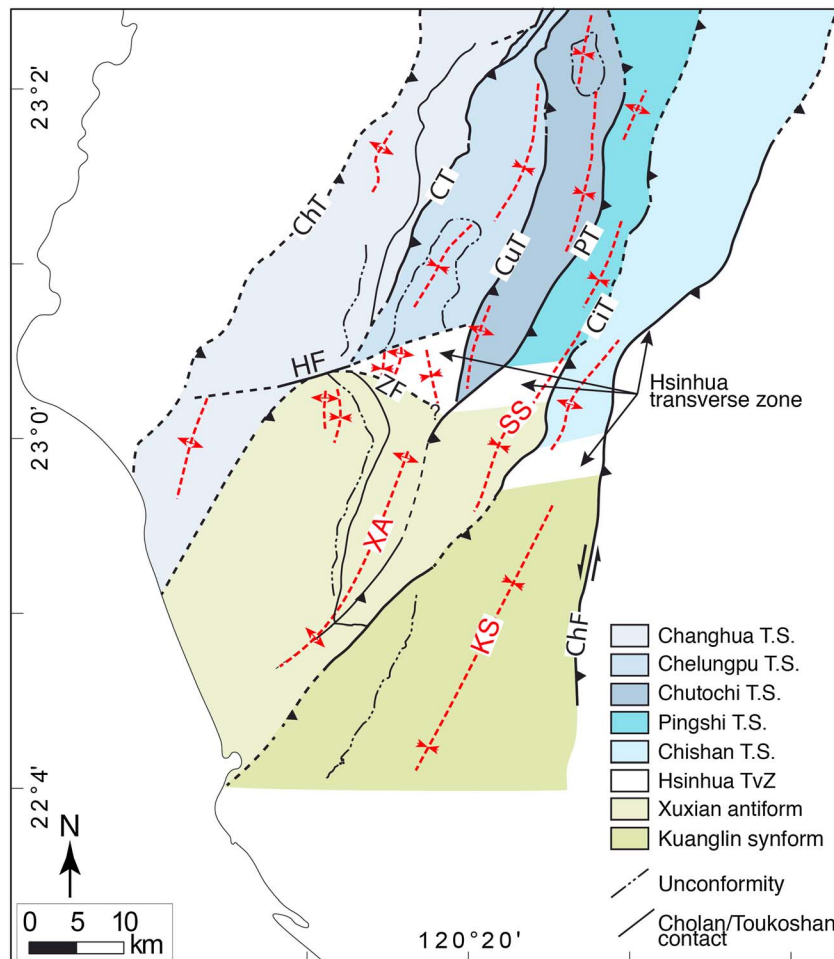 23°2'
ChT
CT
CuT
PT
CiT
HF
ZF
?
Hsinhua
transverse zone
SS
23°0'
XA
KS
ChF
22°4'
Changhua T.S.
Chelungpu T.S.
Chutochi T.S.
Pingshi T.S.
Chishan T.S.
Hsinhua TvZ
Xuxian antiform
Kuanglin synform
Unconformity
Cholan/Toukoshan
contact
N
0 5 10
km
120°20'